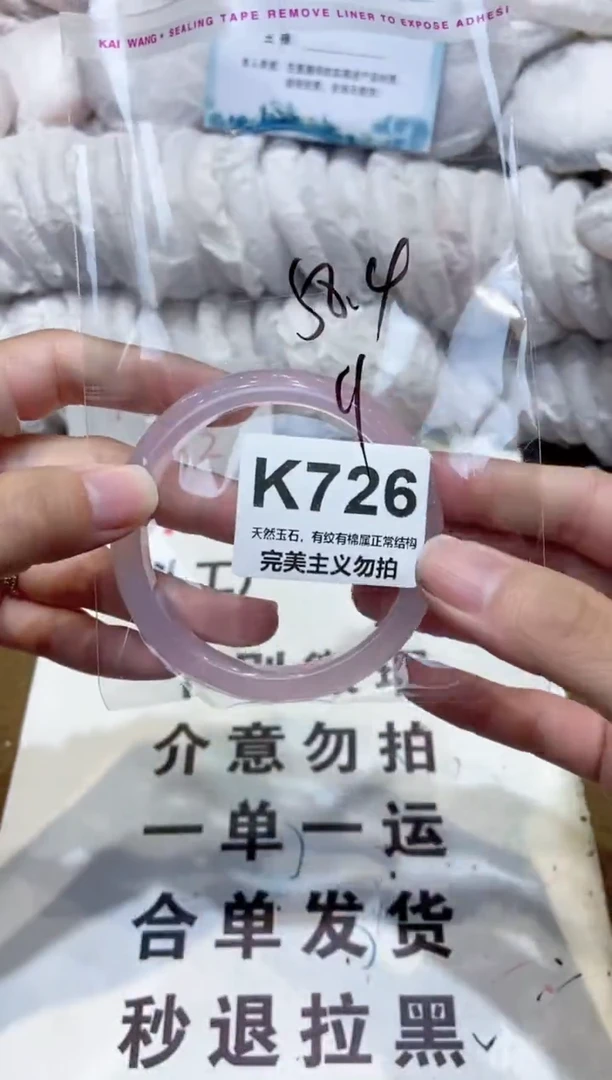 KAI WANG • SEALING TAPE REMOVE LINER TO EXPOSE ADHESI
58.4
K726
天然玉石，有纹有棉属正常结构
完美主义勿拍
工厂
介意勿拍
一单一运
合单发货
秒退拉黑